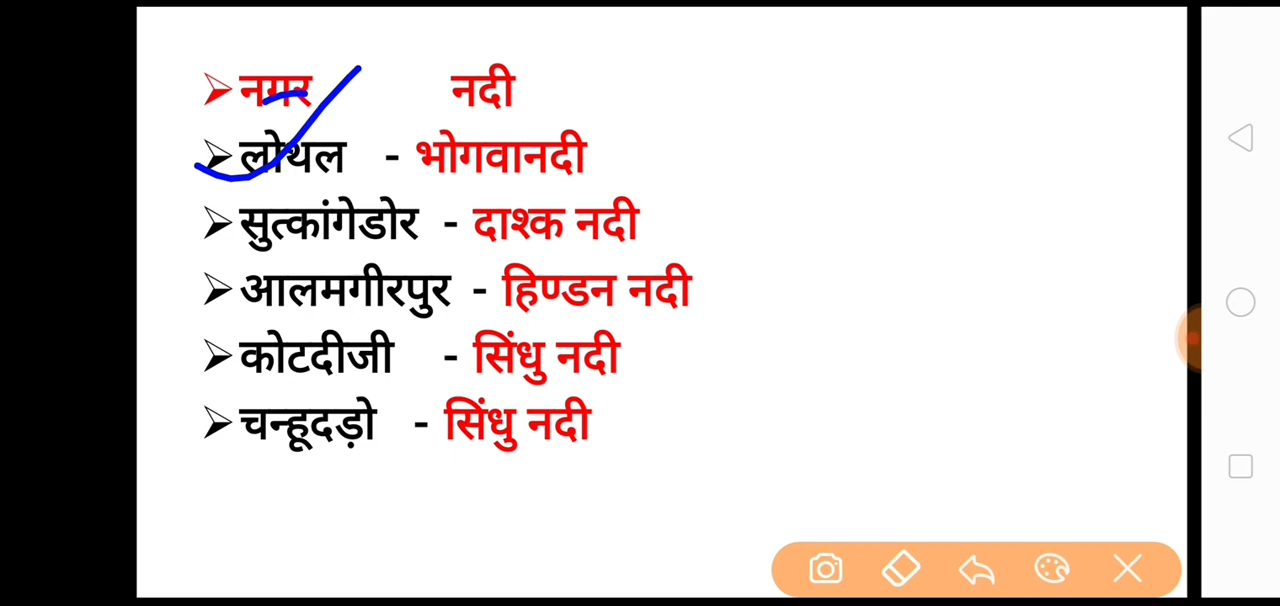 ➢नगर नदी
➢लोथल - भोगवानदी
➢सुत्कांगेडोर - दाश्क नदी
➢आलमगीरपुर - हिण्डन नदी
➢कोटदीजी - सिंधु नदी
➢चन्हूदड़ो - सिंधु नदी